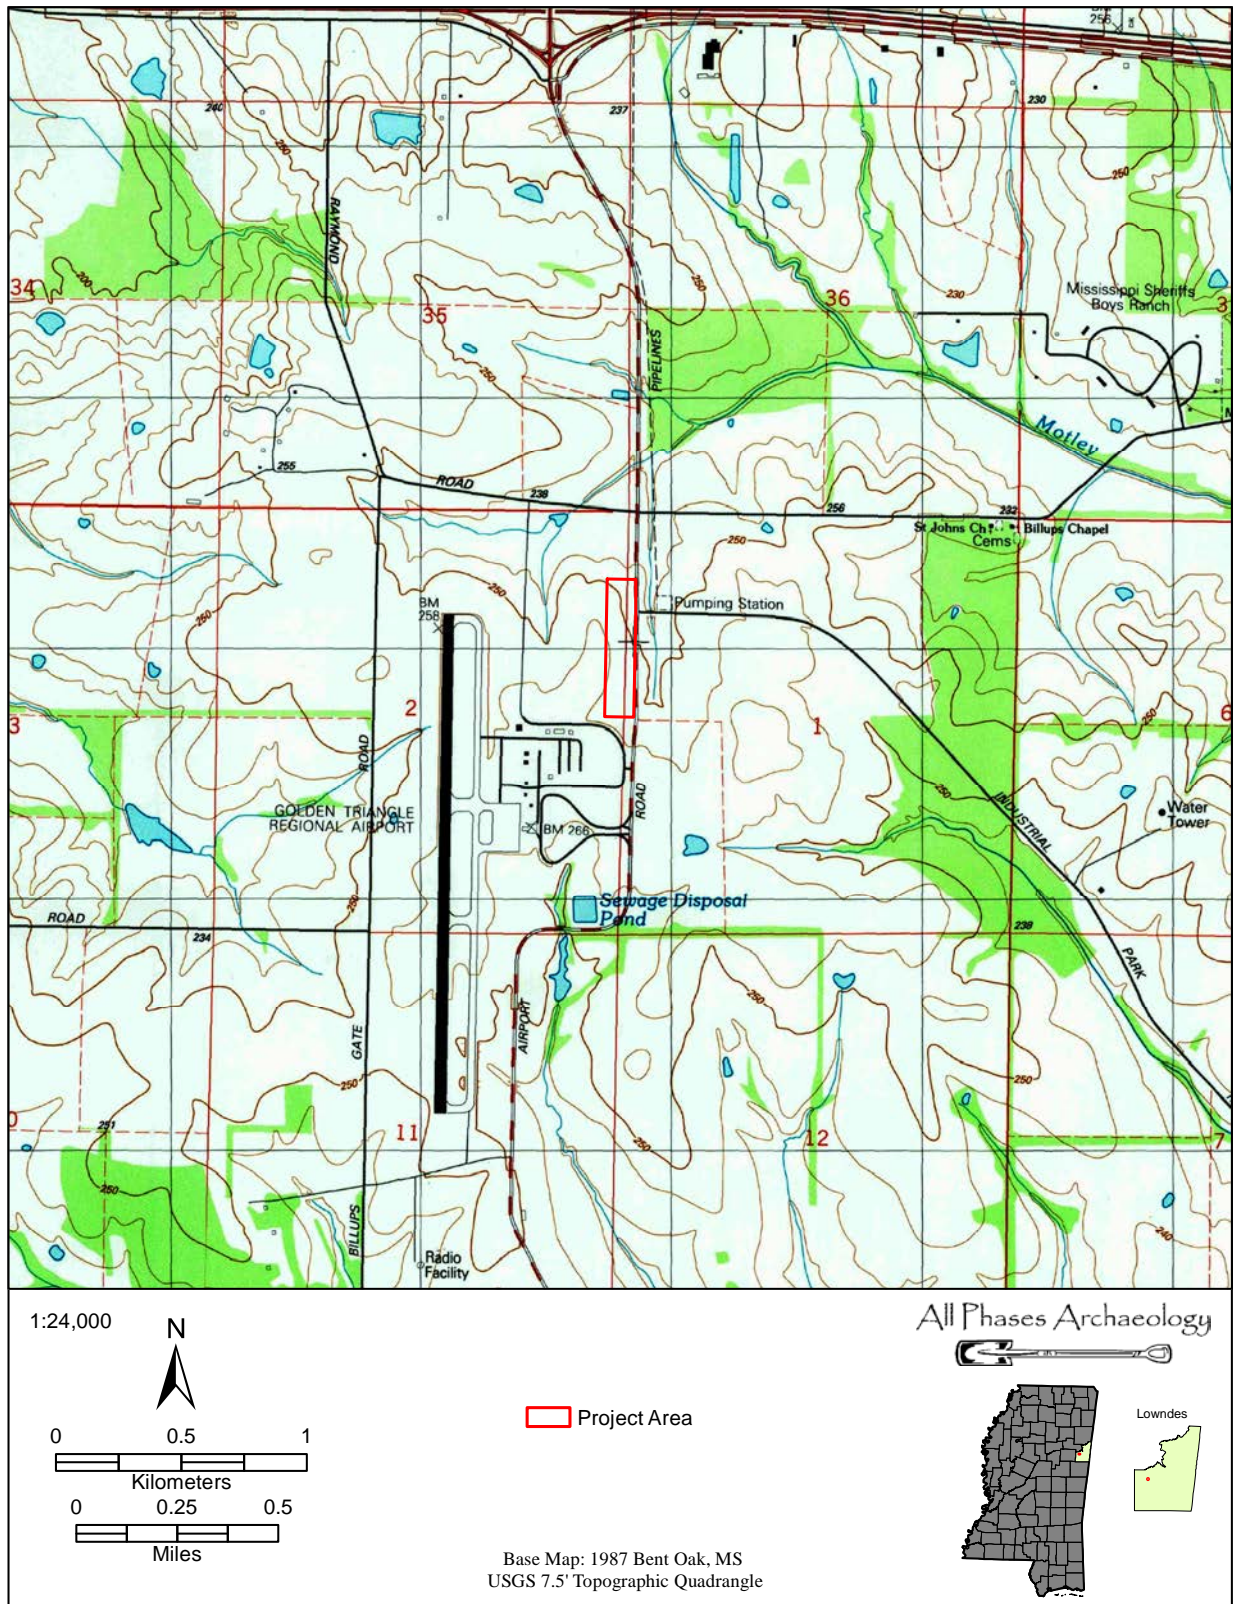 256
240
237
230
250
250
RAYMOND
200
34
35
250
250
36
230
Mississippi Sheriffs
Boys Ranch
3
PIPELINES
Motley
255
ROAD
238
256
232
St Johns Ch
Billups Chapel
Cems
250
250
250
BM
258
Pumping Station
3
2
1
6
250
ROAD
ROAD
250
INDUSTRIAL
GOLDEN TRIANGLE
REGIONAL AIRPORT
BM 266
Water
Tower
250
Sewage Disposal
Pond
ROAD
234
238
PARK
250
AIRPORT
GATE
250
250
251
11
250
12
7
250
BILLUPS
240
Radio
Facility
1:24,000
N
0 0.5 1
Kilometers
0 0.25 0.5
Miles
Project Area
Base Map: 1987 Bent Oak, MS
USGS 7.5' Topographic Quadrangle
All Phases Archaeology
Lowndes